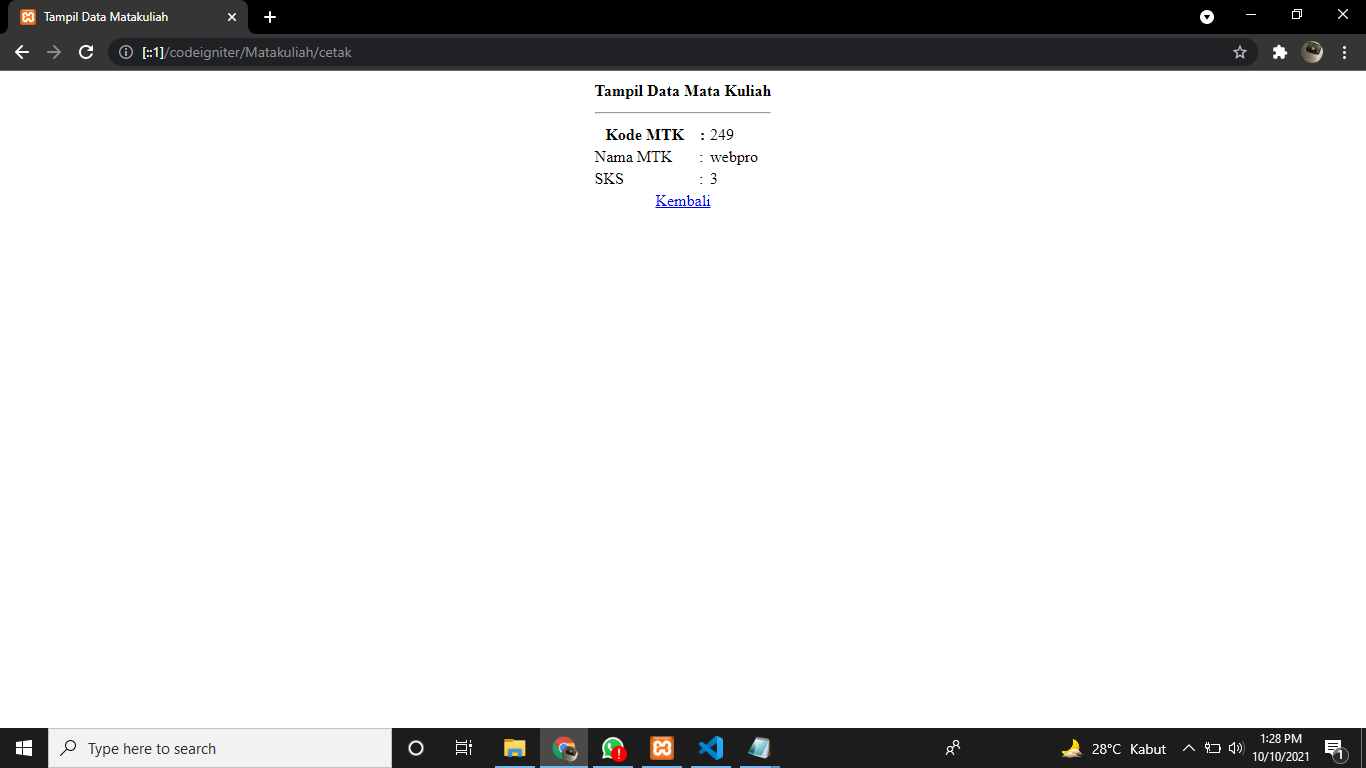 Tampil Data Matakuliah
[::1]/codeigniter/Matakuliah/cetak
Tampil Data Mata Kuliah
Kode MTK : 249
Nama MTK : webpro
SKS : 3
Kembali
Type here to search
28°C Kabut
1:28 PM
10/10/2021
1